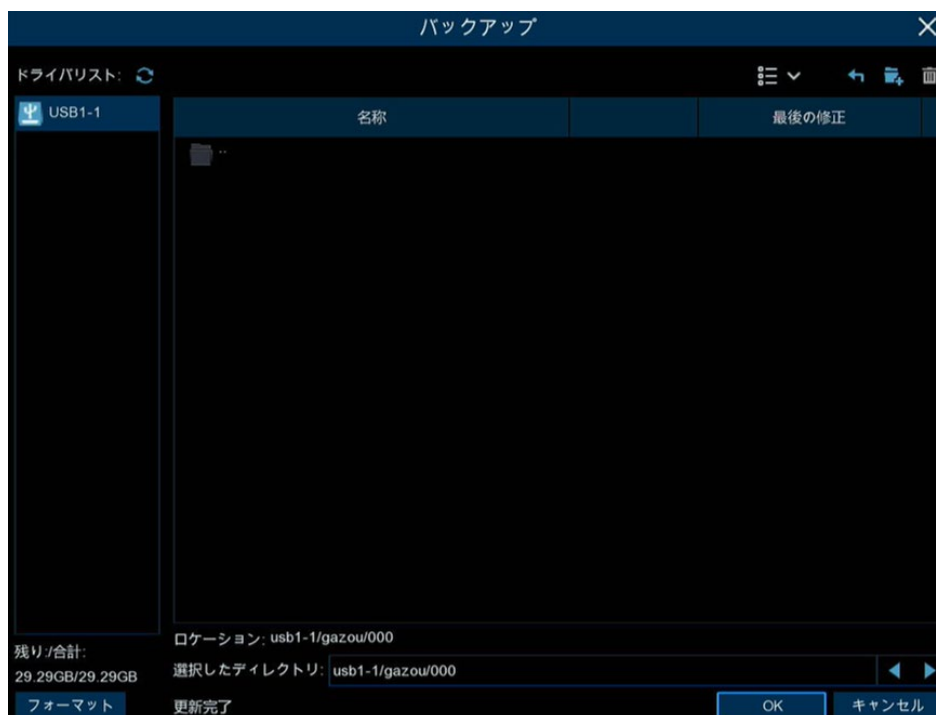 バックアップ
ドライバリスト:
USB1-1
名称
最後の修正
..
ロケーション: usb1-1/gazou/000
残り:/合計:
選択したディレクトリ: usb1-1/gazou/000
29.29GB/29.29GB
フォーマット
更新完了
OK
キャンセル